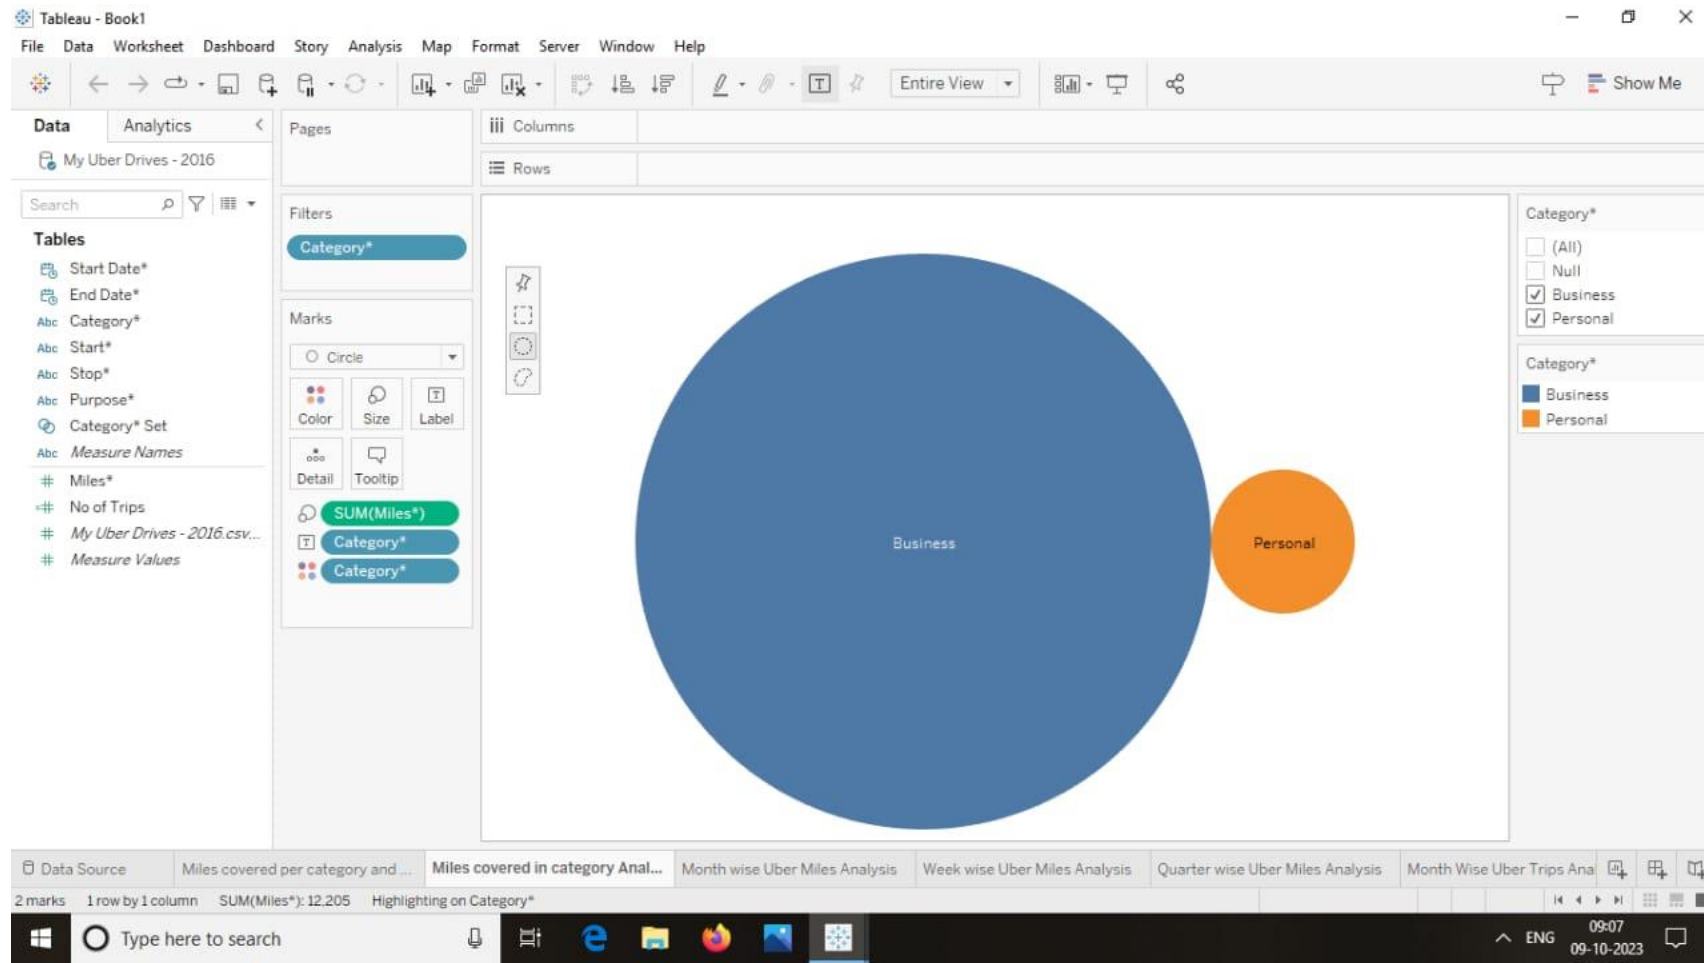 Tableau - Book1
File Data Worksheet Dashboard Story Analysis Map Format Server Window Help
Entire View
Show Me
Data Analytics
My Uber Drives - 2016
Search
Tables
Start Date*
End Date*
Abc Category*
Abc Start*
Abc Stop*
Abc Purpose*
Category* Set
Abc Measure Names
# Miles*
=# No of Trips
# My Uber Drives - 2016.csv...
# Measure Values
Pages
Filters
Category*
Marks
Circle
Color Size Label
Detail Tooltip
SUM(Miles*)
Category*
Category*
iii Columns
Rows
Business
Personal
Category*
(All)
Null
Business
Personal
Category*
Business
Personal
Data Source Miles covered per category and ... Miles covered in category Anal... Month wise Uber Miles Analysis Week wise Uber Miles Analysis Quarter wise Uber Miles Analysis Month Wise Uber Trips Ana
2 marks 1 row by 1 column SUM(Miles*): 12,205 Highlighting on Category*
Type here to search
ENG
09:07
09-10-2023